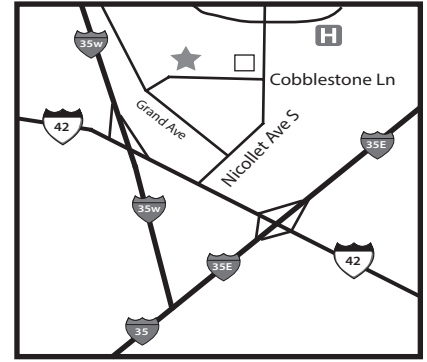 35w
H
Cobblestone Ln
Grand Ave
42
Nicollet Ave S
35E
35w
35E
42
35